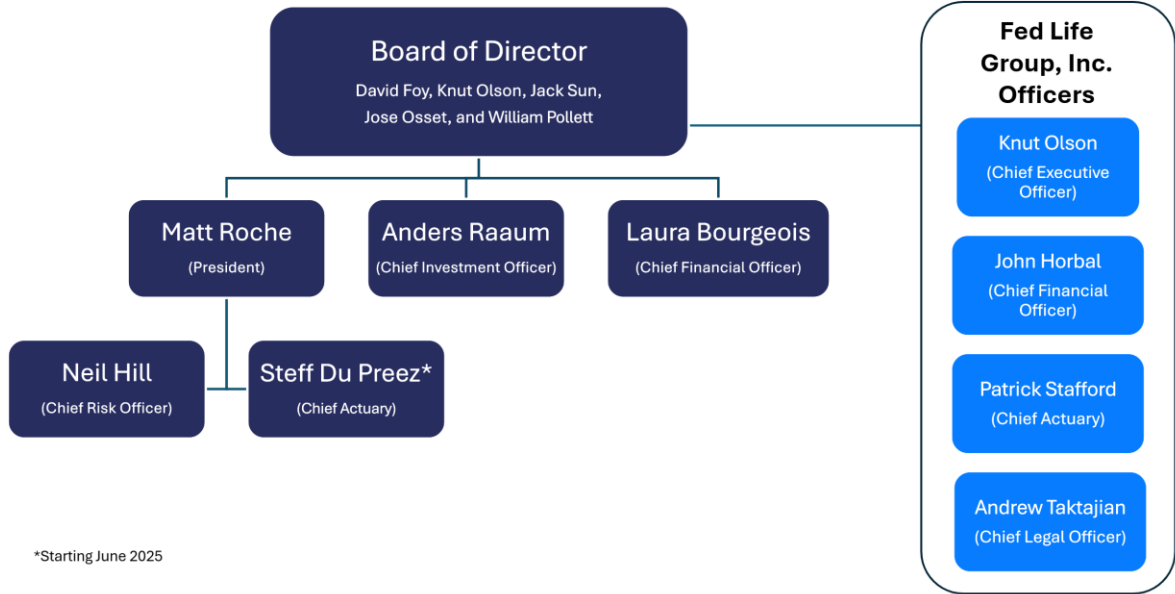 Board of Director
David Foy, Knut Olson, Jack Sun,
Jose Osset, and William Pollett
Matt Roche
(President)
Anders Raaum
(Chief Investment Officer)
Laura Bourgeois
(Chief Financial Officer)
Neil Hill
(Chief Risk Officer)
Steff Du Preez*
(Chief Actuary)
*Starting June 2025
Fed Life
Group, Inc.
Officers
Knut Olson
(Chief Executive
Officer)
John Horbal
(Chief Financial
Officer)
Patrick Stafford
(Chief Actuary)
Andrew Taktajian
(Chief Legal Officer)